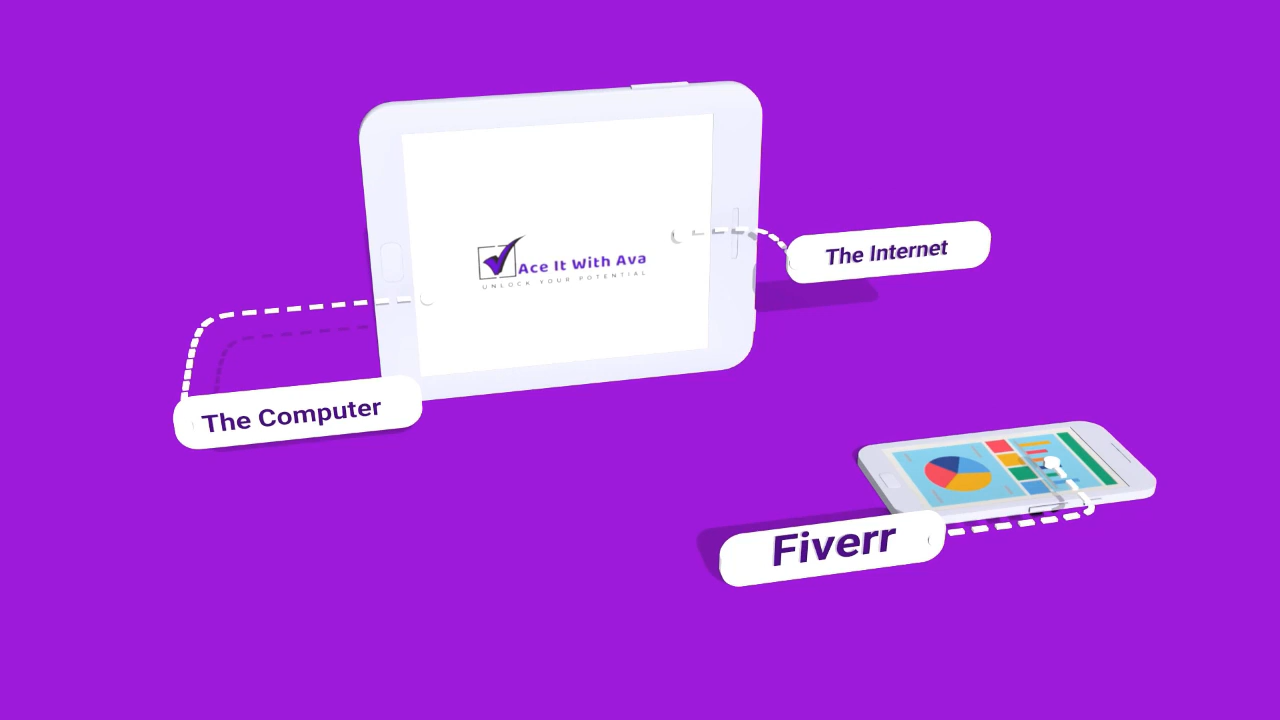 Ace It With Ava
UNLOCK YOUR POTENTIAL
The Internet
The Computer
Fiverr